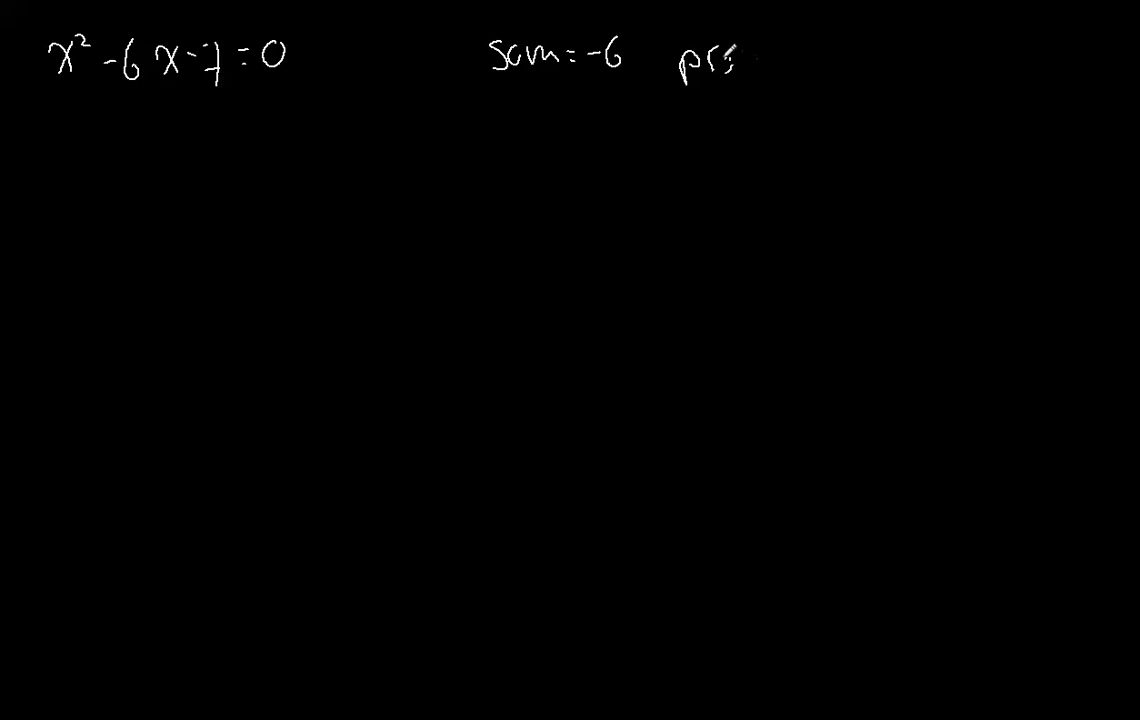 x² - 6x - 7 = 0 sum = -6